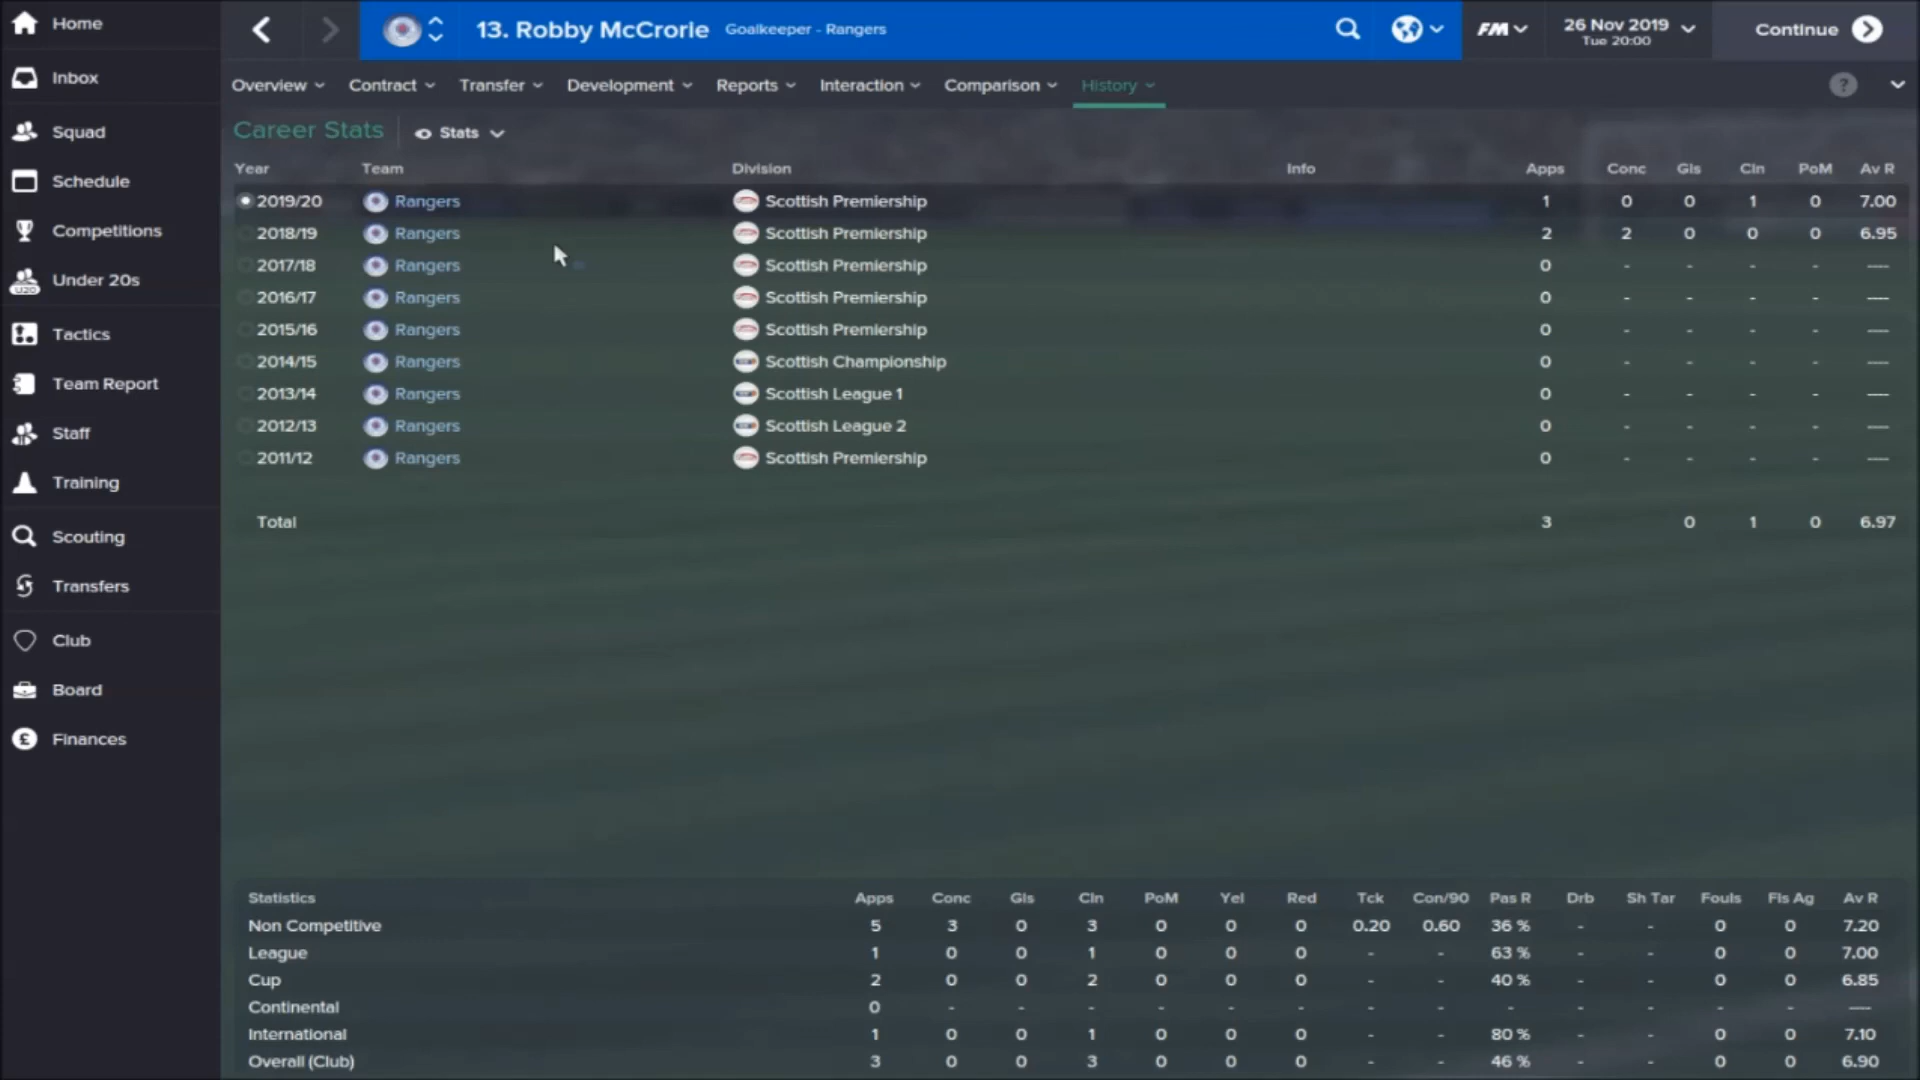 Home
Inbox
Squad
Schedule
Competitions
Under 20s
Tactics
Team Report
Staff
Training
Scouting
Transfers
Club
Board
Finances
13. Robby McCrorie Goalkeeper - Rangers
FM
26 Nov 2019
Tue 20:00
Continue
Overview Contract Transfer Development Reports Interaction Comparison History ?
Career Stats Stats
Year Team Division Info Apps Conc Gls Cln PoM Av R
2019/20 Rangers Scottish Premiership 1 0 0 1 0 7.00
2018/19 Rangers Scottish Premiership 2 2 0 0 0 6.95
2017/18 Rangers Scottish Premiership 0 - - - - ----
2016/17 Rangers Scottish Premiership 0 - - - - ----
2015/16 Rangers Scottish Premiership 0 - - - - ----
2014/15 Rangers Scottish Championship 0 - - - - ----
2013/14 Rangers Scottish League 1 0 - - - - ----
2012/13 Rangers Scottish League 2 0 - - - - ----
2011/12 Rangers Scottish Premiership 0 - - - - ----
Total 3 0 1 0 6.97
Statistics Apps Conc Gls Cln PoM Yel Red Tck Con/90 Pas R Drb Sh Tar Fouls Fls Ag Av R
Non Competitive 5 3 0 3 0 0 0 0.20 0.60 36 % - - 0 0 7.20
League 1 0 0 1 0 0 0 - - 63 % - - 0 0 7.00
Cup 2 0 0 2 0 0 0 - - 40 % - - 0 0 6.85
Continental 0 - - - - - - - - - - - - - ----
International 1 0 0 1 0 0 0 - - 80 % - - 0 0 7.10
Overall (Club) 3 0 0 3 0 0 0 - - 46 % - - 0 0 6.90